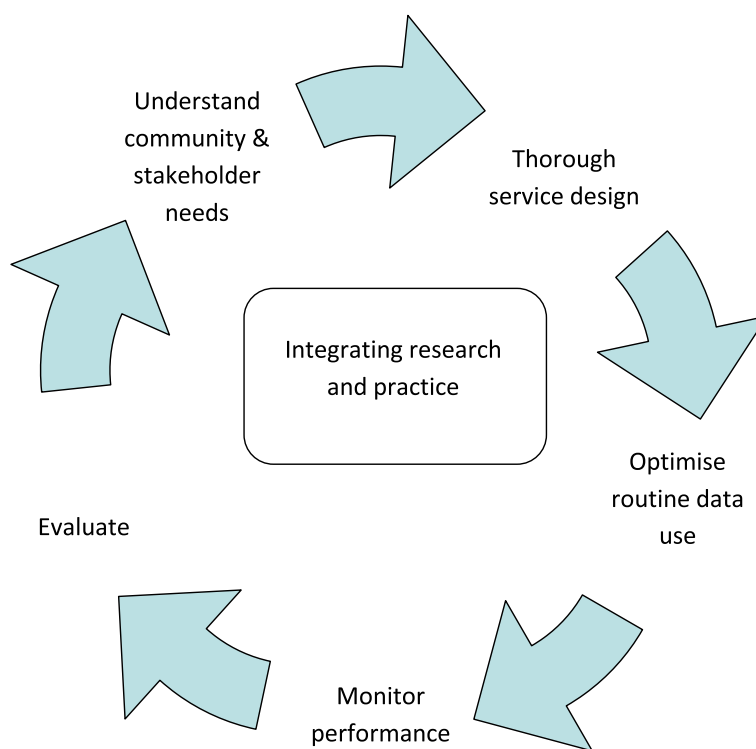 Understand
community &
stakeholder
needs
Thorough
service design
Integrating research
and practice
Optimise
routine data
use
Monitor
performance
Evaluate